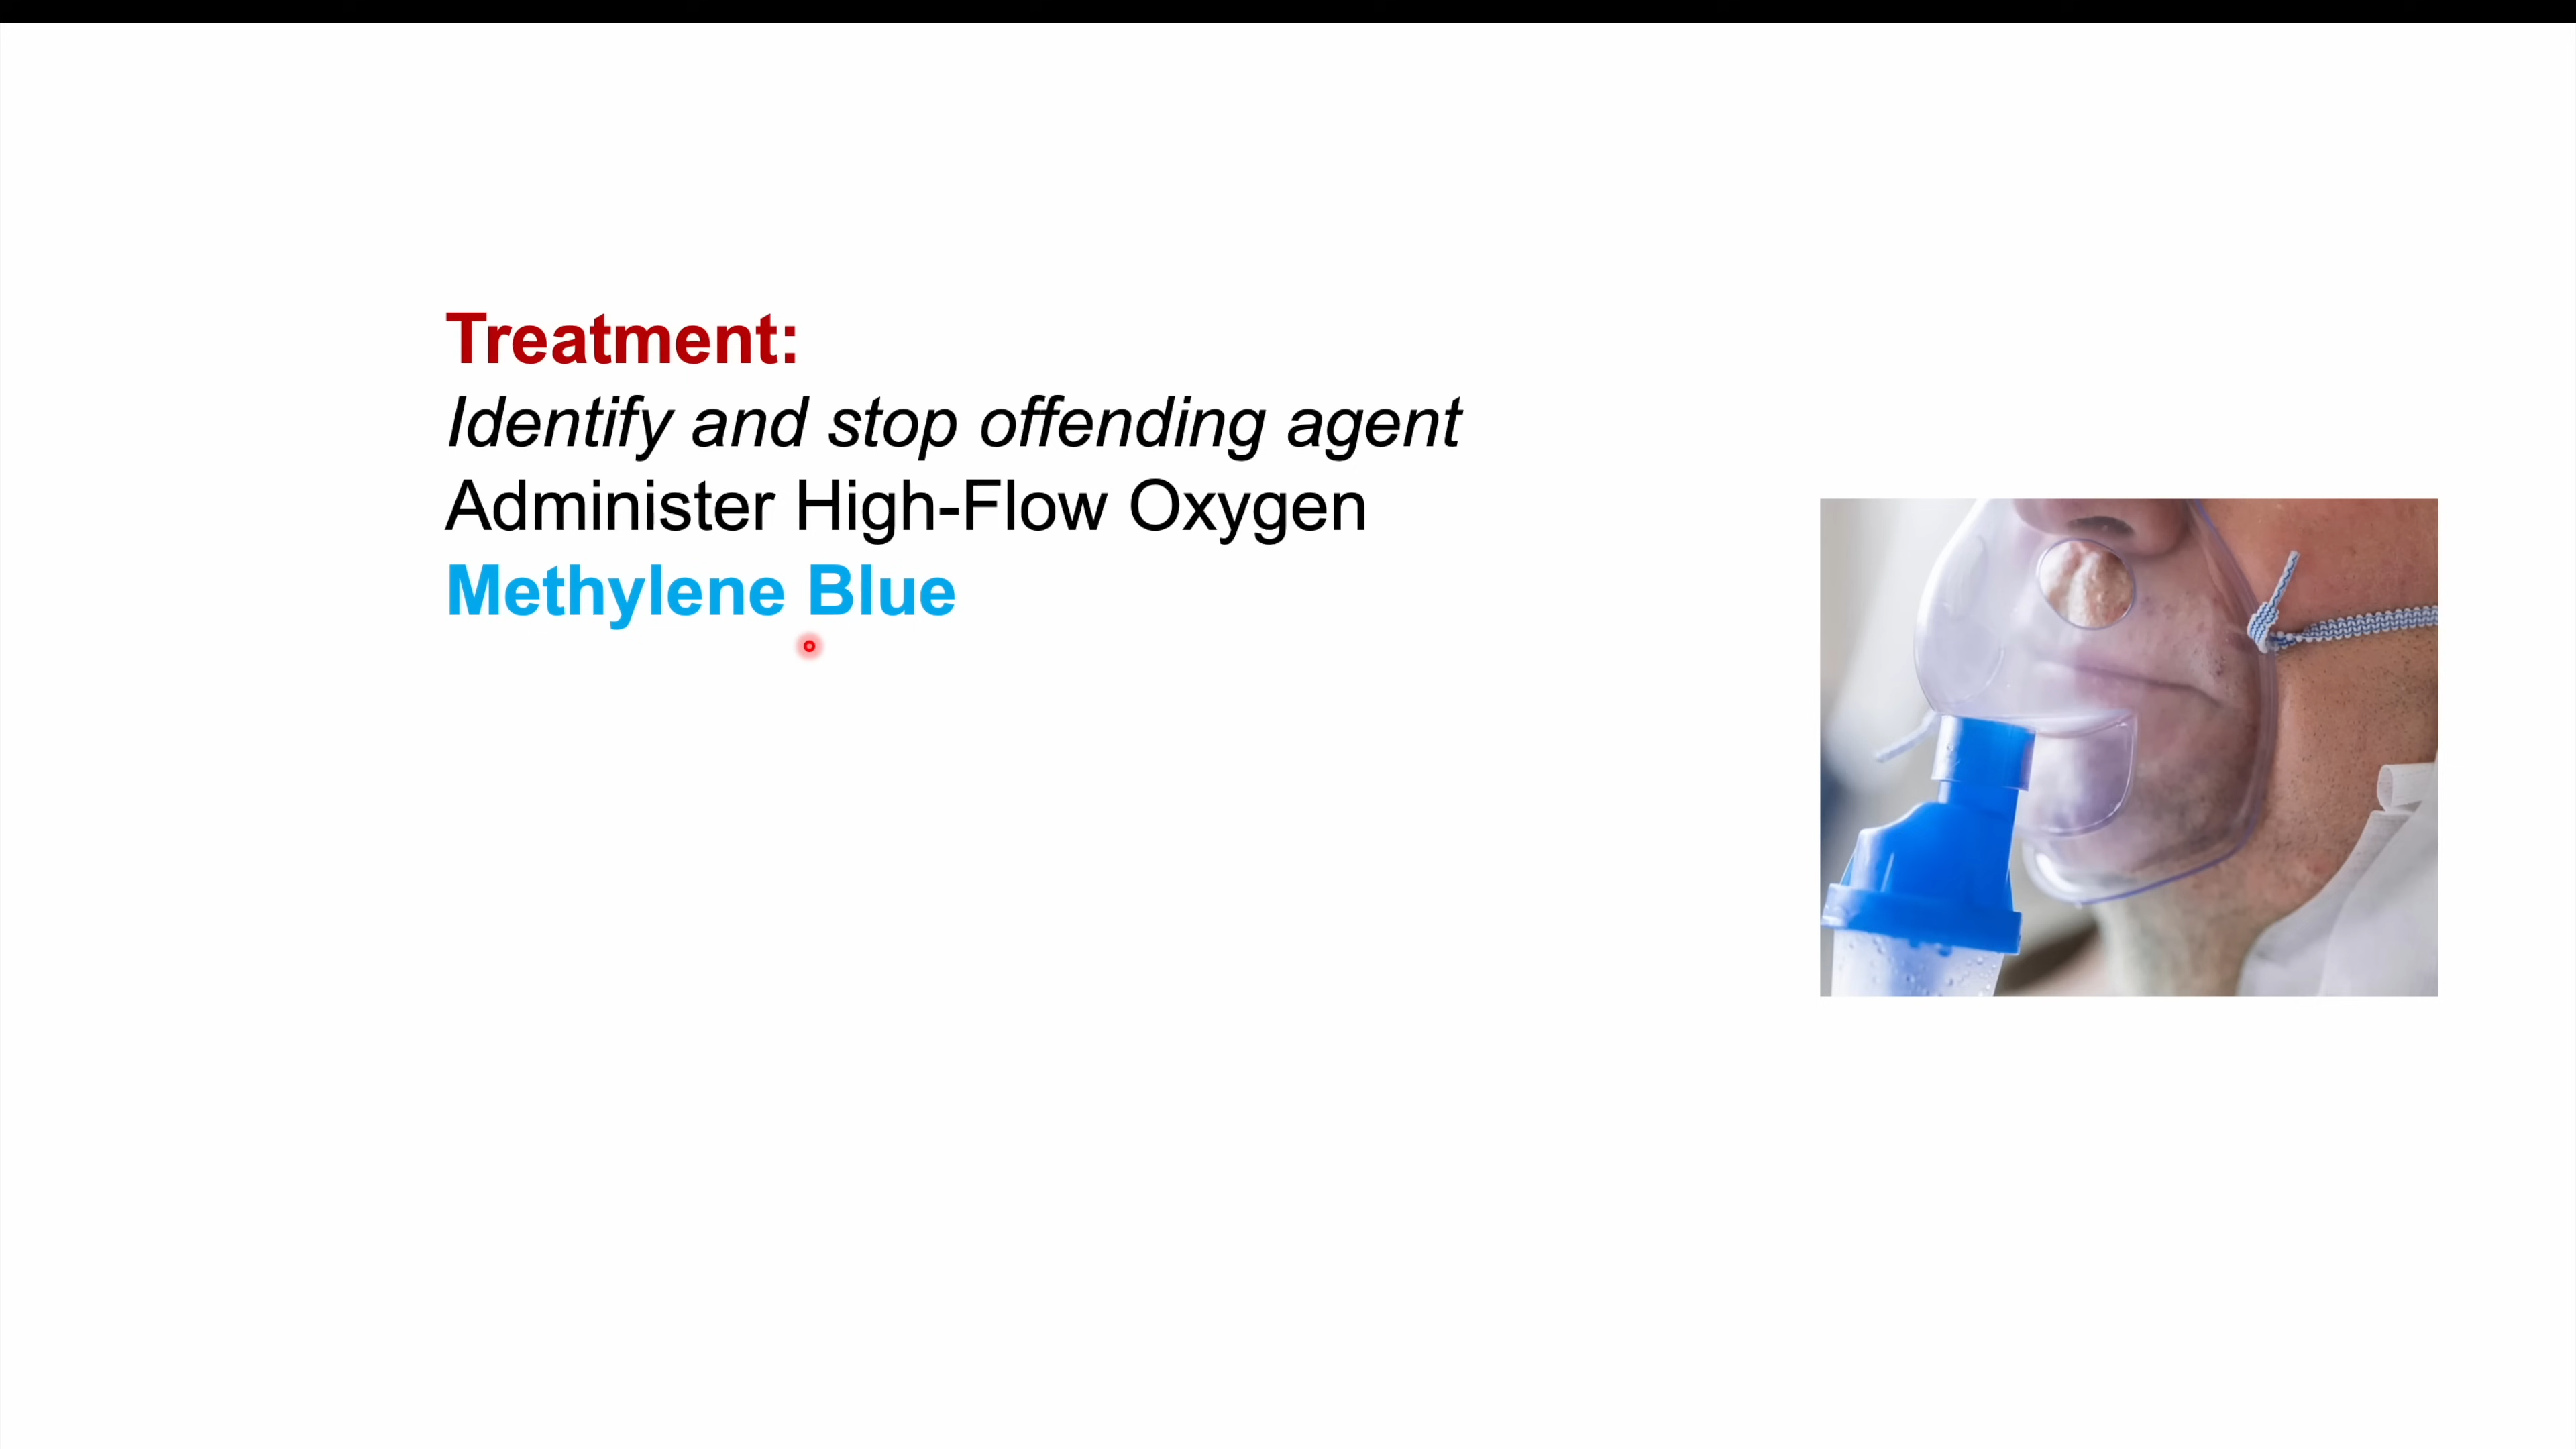 Treatment:
Identify and stop offending agent
Administer High-Flow Oxygen
Methylene Blue